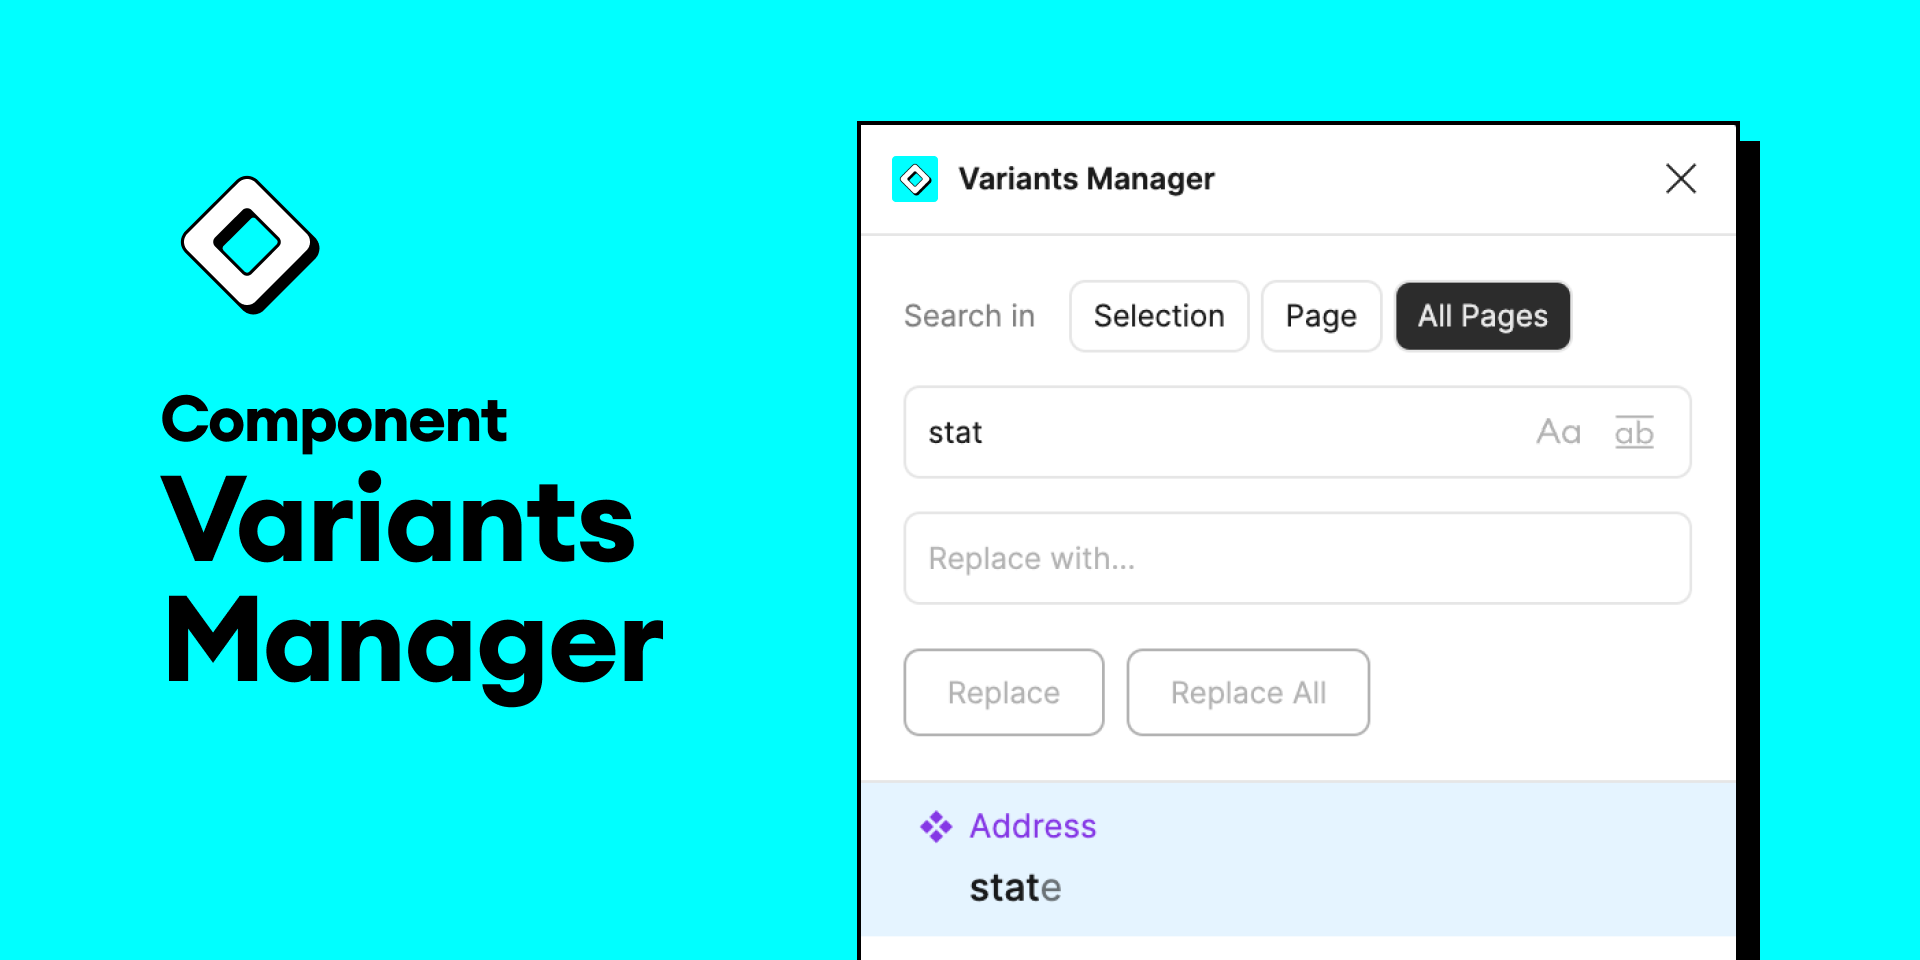 Component
Variants
Manager
Variants Manager
Search in Selection Page All Pages
stat Aa ab
Replace with...
Replace Replace All
Address
state